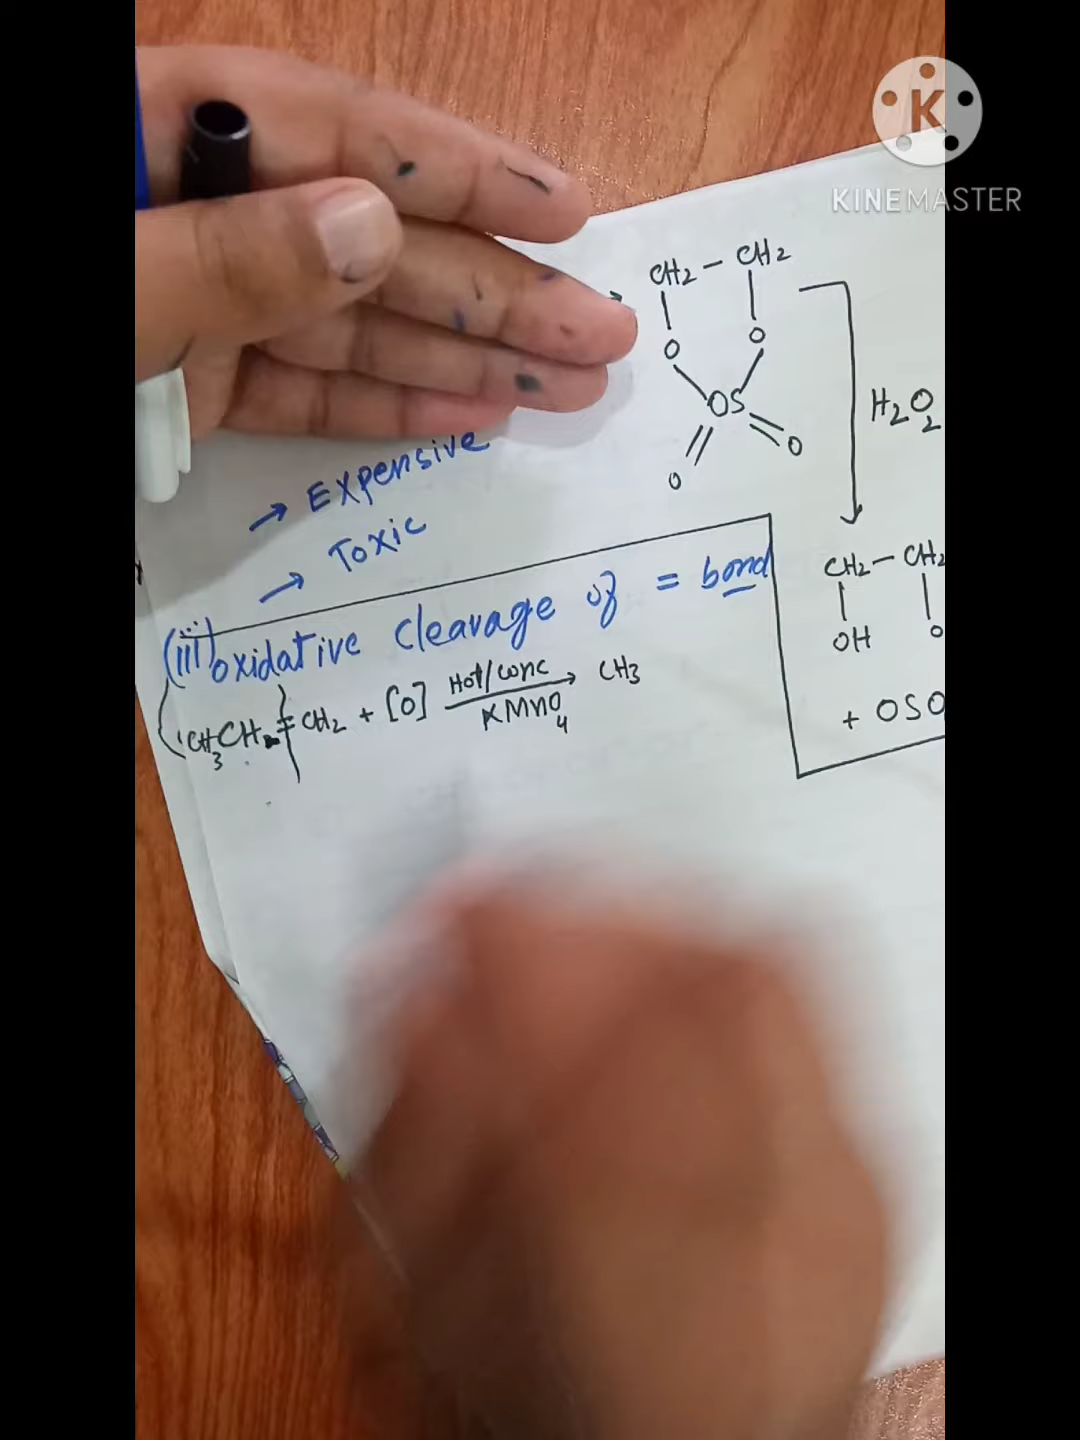 KINEMASTER
CH2 - CH2
O O
OS
O O
H2O2
→ Expensive
→ Toxic
CH2 - CH2
OH O
+ OSO
(iii) oxidative cleavage of = bond
CH3CH = CH2 + [O] Hot/conc KMnO4 → CH3